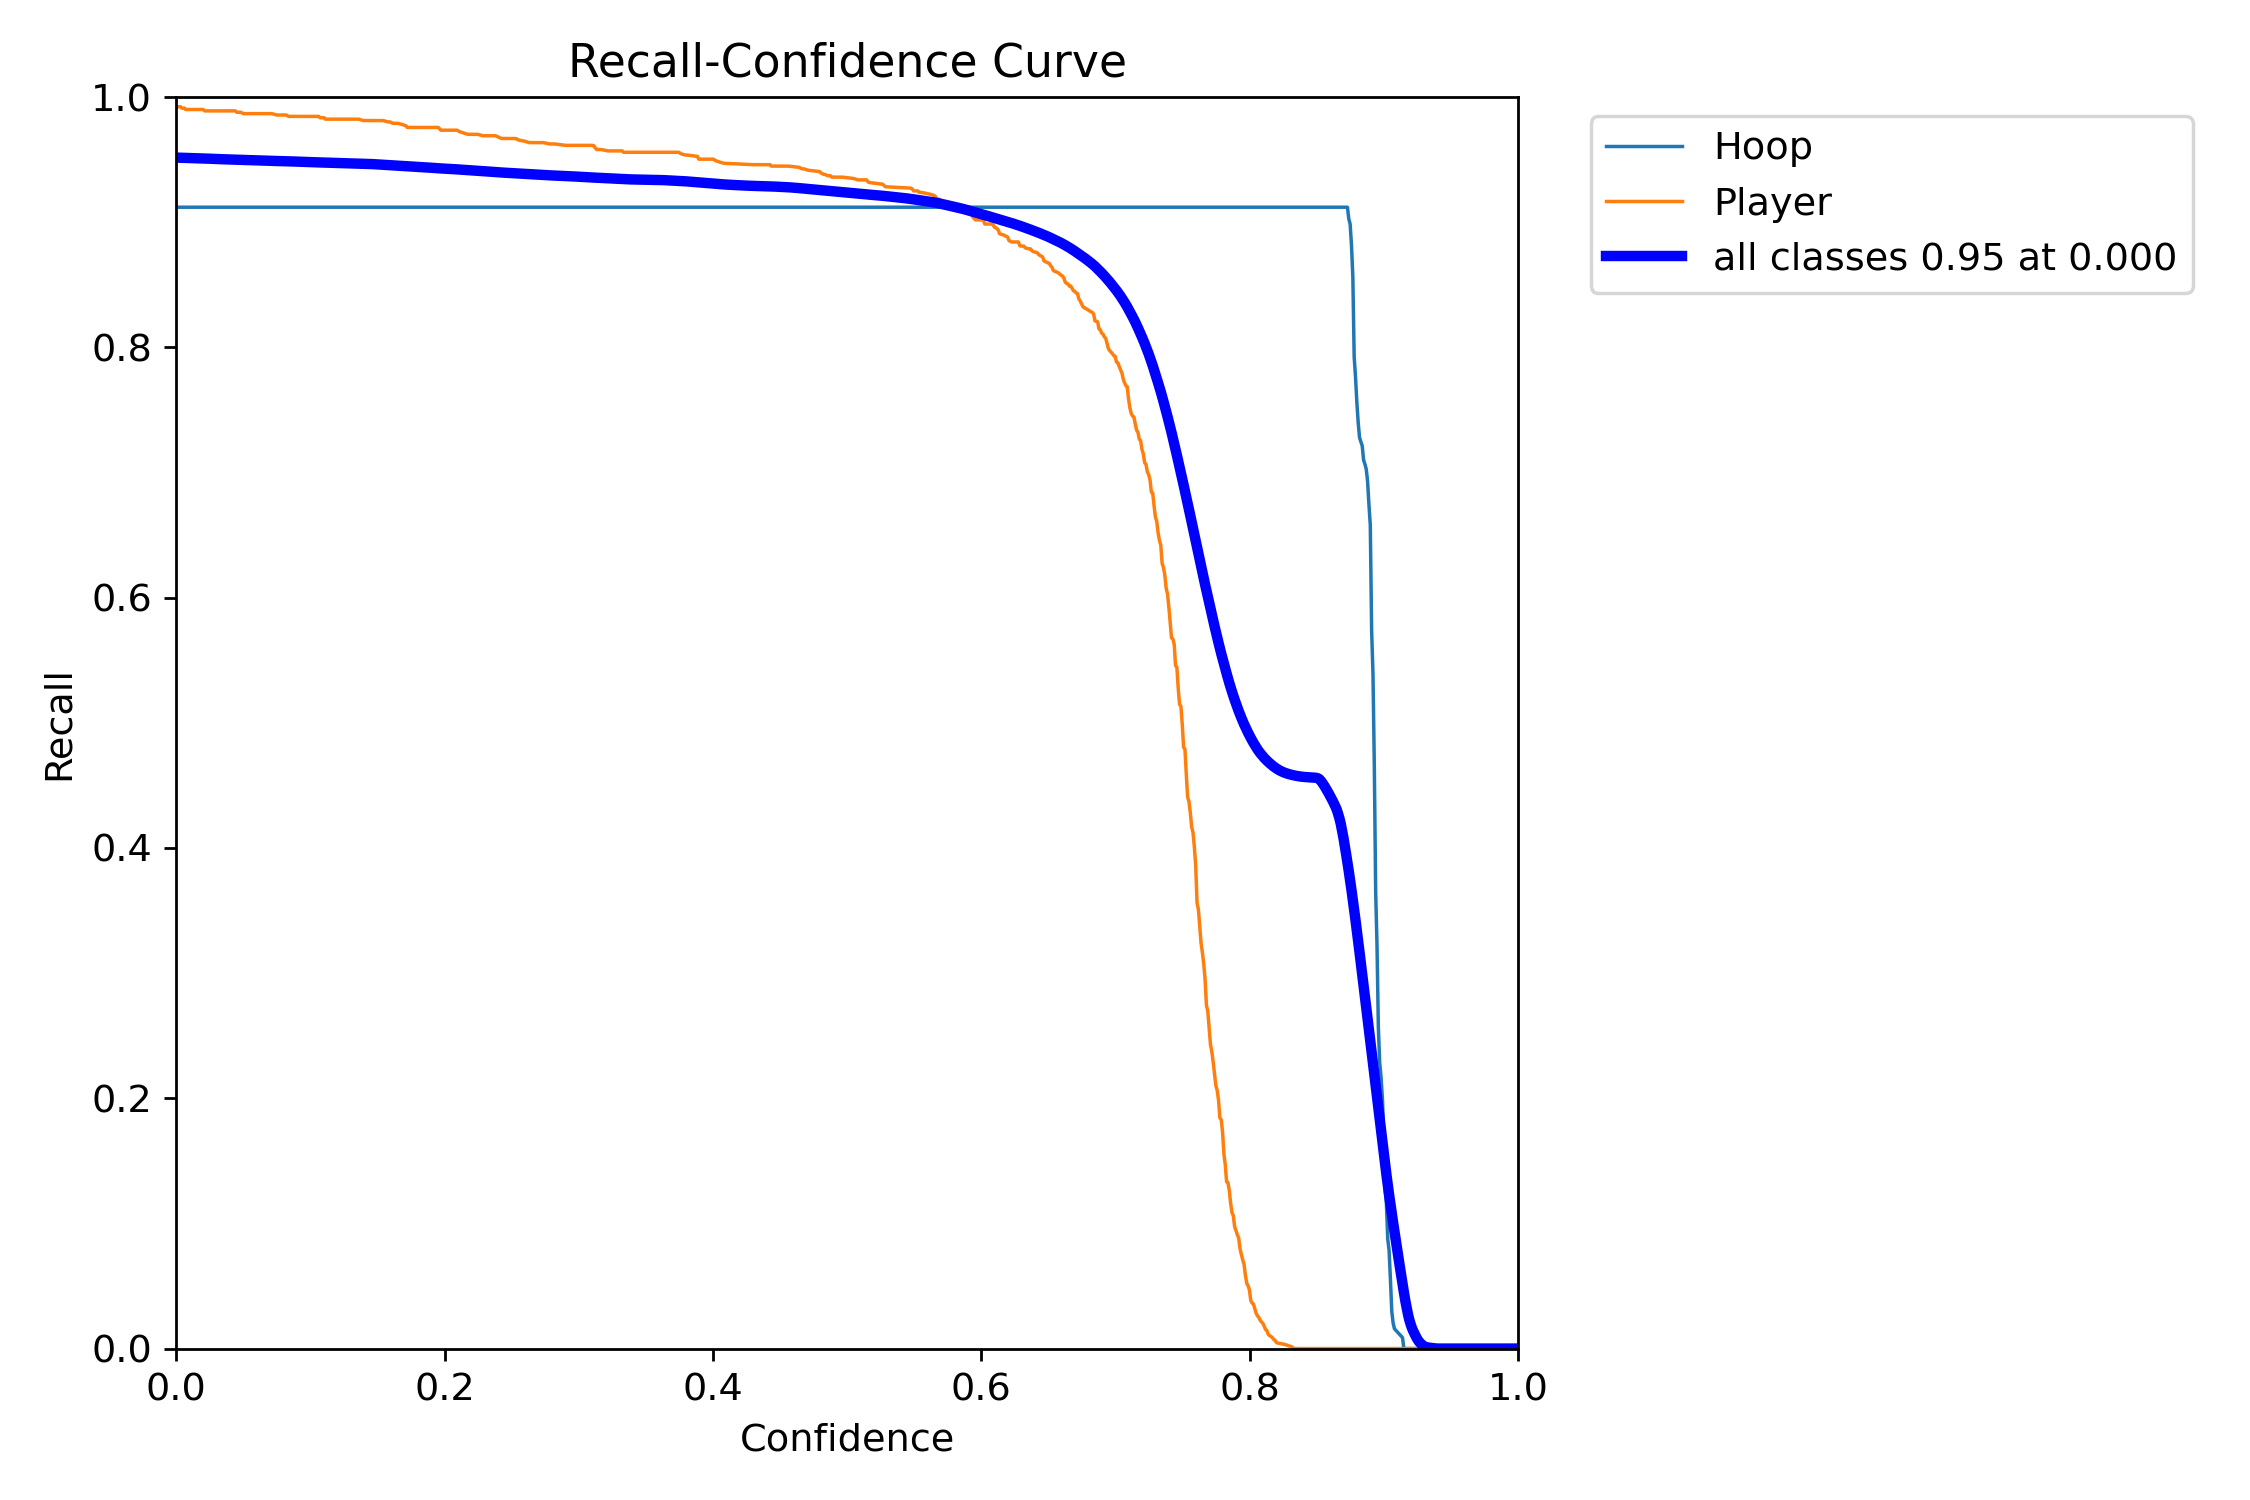 Recall-Confidence Curve
1.0
0.8
0.6
0.4
0.2
0.0
Recall
0.0 0.2 0.4 0.6 0.8 1.0
Confidence
Hoop
Player
all classes 0.95 at 0.000